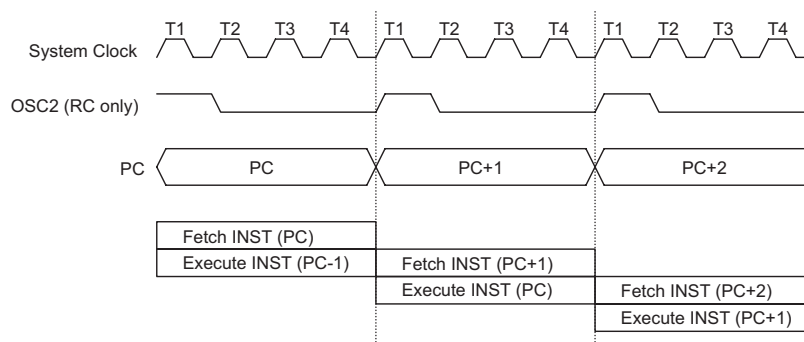 T1 T2 T3 T4 T1 T2 T3 T4 T1 T2 T3 T4
System Clock
OSC2 (RC only)
PC PC PC+1 PC+2
Fetch INST (PC)
Execute INST (PC-1) Fetch INST (PC+1)
Execute INST (PC) Fetch INST (PC+2)
Execute INST (PC+1)